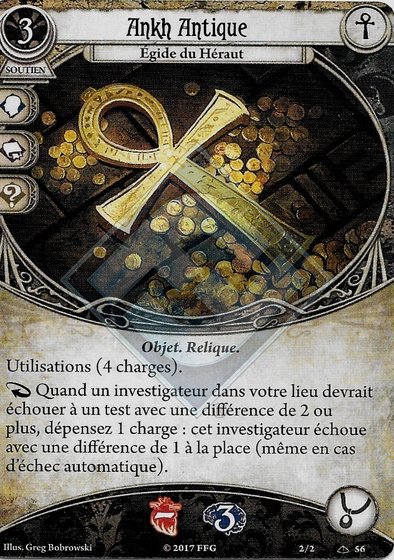 3
Ankh Antique
Égide du Héraut
SOUTIEN
?
Objet. Relique.
Utilisations (4 charges).
Quand un investigateur dans votre lieu devrait
échouer à un test avec une différence de 2 ou
plus, dépensez 1 charge : cet investigateur échoue
avec une différence de 1 à la place (même en cas
d'échec automatique).
– 3
Illus. Greg Bobrowski © 2017 FFG 2/2 56